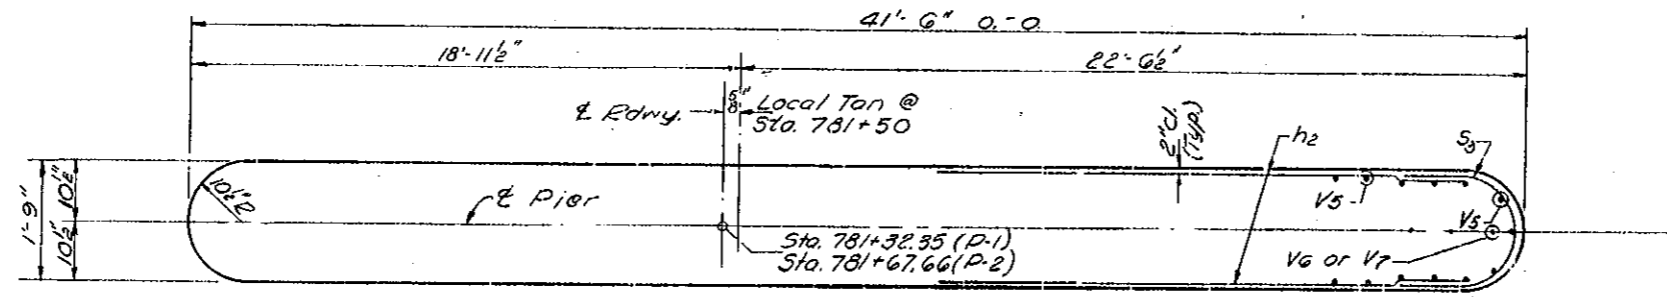 41'-6" O.-O.
18'-11½"
22'-6½"
⅝"
℄ Rdwy.
Local Tan @
Sta. 781+50
2" Cl.
(Typ.)
h2
S3
1'-9"
10½"
10½"
10½" R
℄ Pier
V5
V5
Sta. 781+32.35 (P-1)
Sta. 781+67.66 (P-2)
V6 or V7